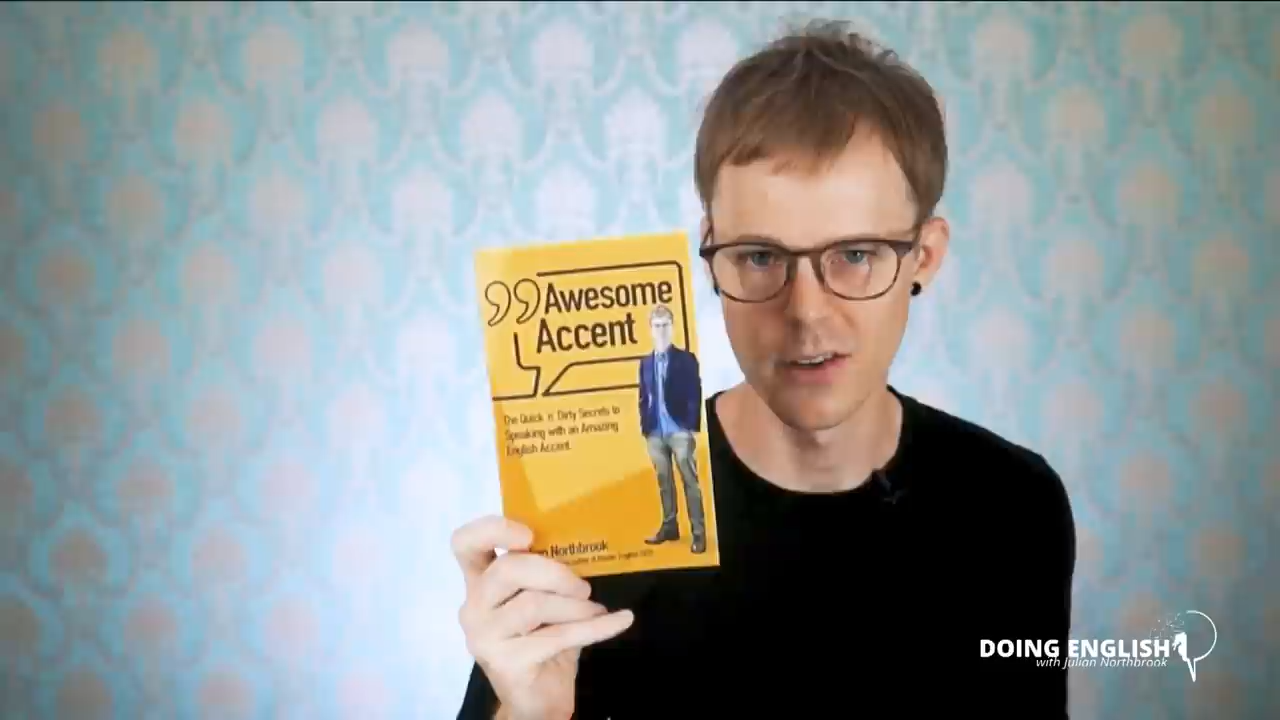 Awesome
Accent
The Quick 'n' Dirty Secrets to
Speaking with an Amazing
English Accent.
Northbrook
DOING ENGLISH
with Julian Northbrook